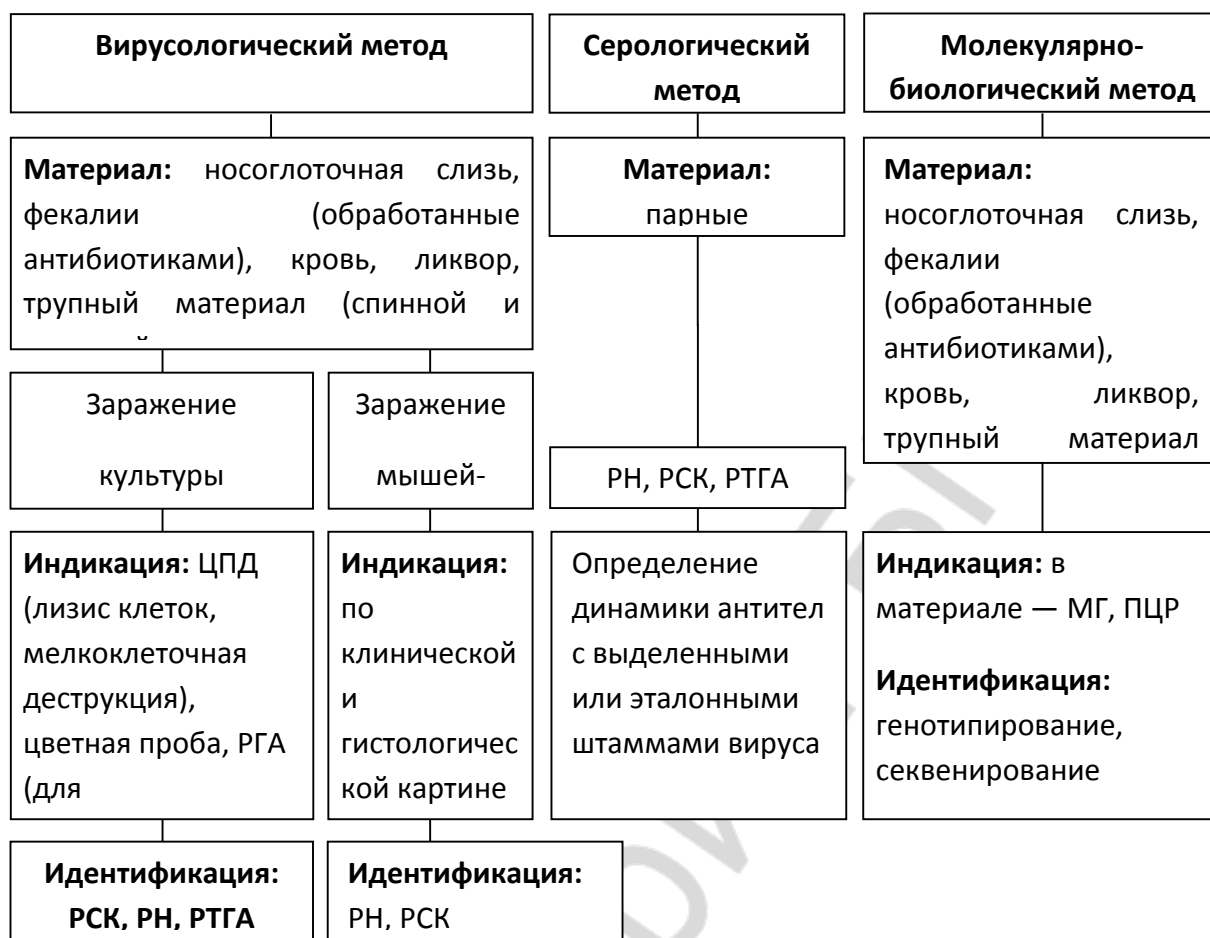 Вирусологический метод
Серологический
метод
Молекулярно-
биологический метод
Материал: носоглоточная слизь,
фекалии (обработанные
антибиотиками), кровь, ликвор,
трупный материал (спинной и
Материал:
парные
Материал:
носоглоточная слизь,
фекалии
(обработанные
антибиотиками),
кровь, ликвор,
трупный материал
Заражение
культуры
Заражение
мышей-
РН, РСК, РТГА
Индикация: ЦПД
(лизис клеток,
мелкоклеточная
деструкция),
цветная проба, РГА
(для
Индикация:
по
клинической
и
гистологичес
кой картине
Определение
динамики антител
с выделенными
или эталонными
штаммами вируса
Индикация: в
материале — МГ, ПЦР
Идентификация:
генотипирование,
секвенирование
Идентификация:
РСК, РН, РТГА
Идентификация:
РН, РСК